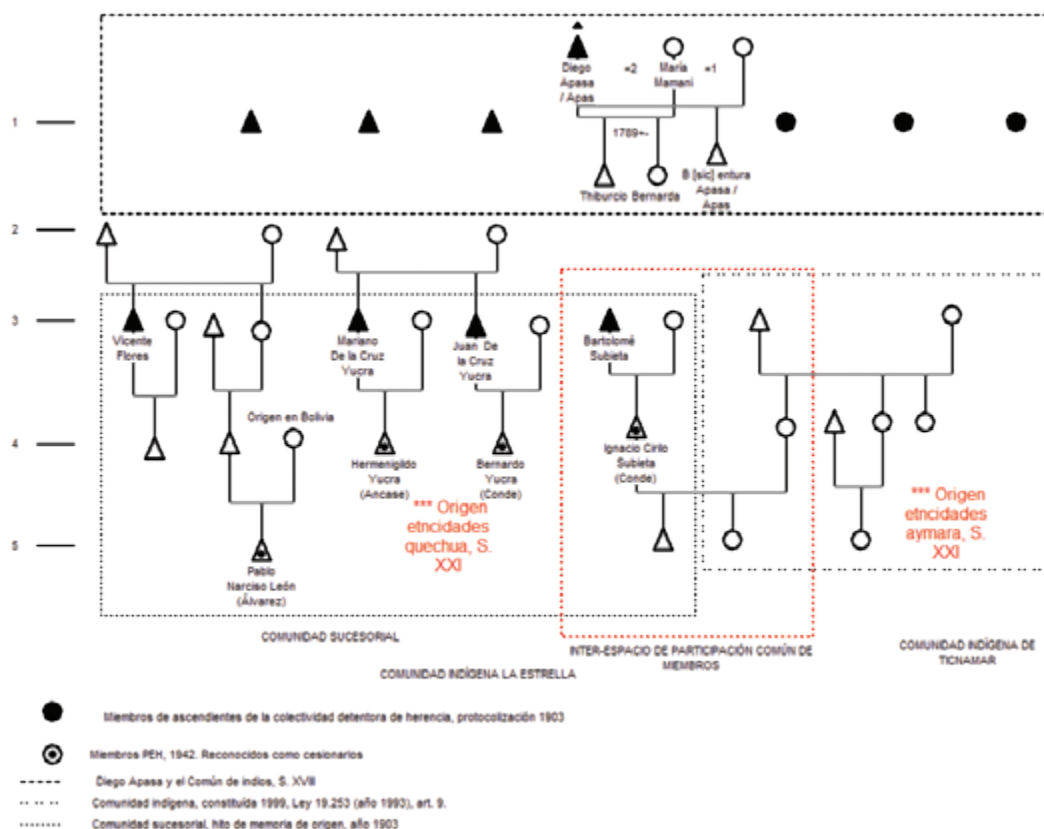 Diego
Apasa
/ Apas
=2
María
Mamani
=1
1
1789+-
Thiburcio
Bernarda
B [sic] entura
Apasa /
Apas
2
3
Vicente
Flores
Mariano
De la Cruz
Yucra
Juan De
la Cruz
Yucra
Bartolomé
Subieta
Origen en Bolivia
4
Hermenigildo
Yucra
(Ancase)
Bernardo
Yucra
(Conde)
Ignacio Cirilo
Subieta
(Conde)
*** Origen
etncidades
quechua, S.
XXI
*** Origen
etncidades
aymara, S.
XXI
5
Pablo
Narciso León
(Álvarez)
COMUNIDAD SUCESORIAL
COMUNIDAD INDÍGENA LA ESTRELLA
INTER-ESPACIO DE PARTICIPACIÓN COMÚN DE
MIEMBROS
COMUNIDAD INDÍGENA DE
TICNAMAR
Miembros de ascendientes de la colectividad detentora de herencia, protocolización 1903
Miembros PEH, 1942. Reconocidos como cesionarios
Diego Apasa y el Común de indios, S. XVIII
Comunidad indígena, constituída 1999, Ley 19.253 (año 1993), art. 9.
Comunidad sucesorial, hito de memoria de origen, año 1903